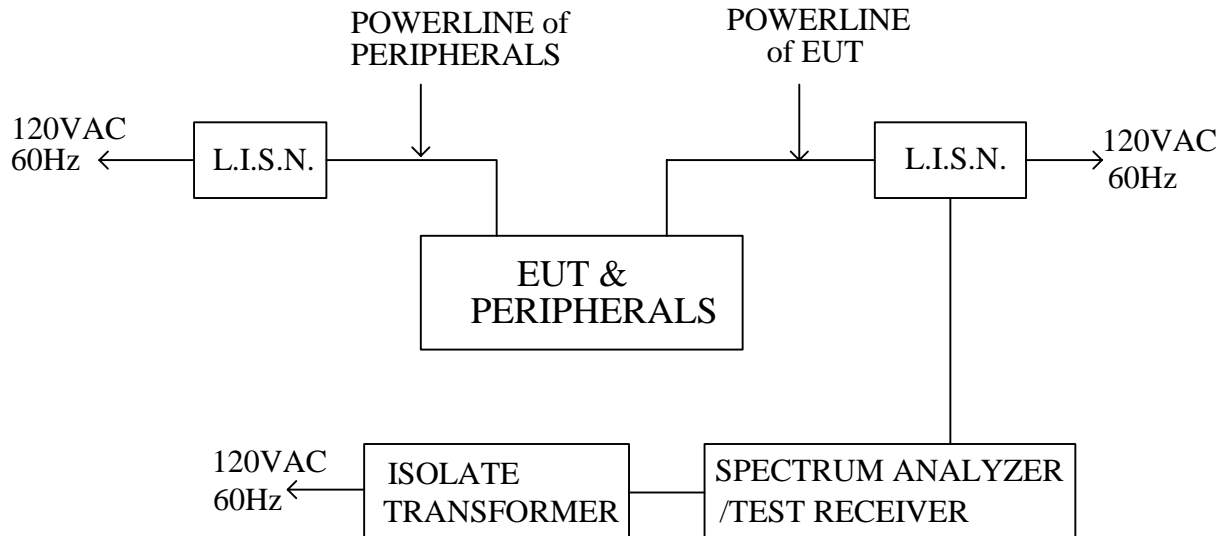 POWERLINE of
PERIPHERALS
POWERLINE
of EUT
120VAC
60Hz
L.I.S.N.
L.I.S.N.
120VAC
60Hz
EUT &
PERIPHERALS
120VAC
60Hz
ISOLATE
TRANSFORMER
SPECTRUM ANALYZER
/TEST RECEIVER